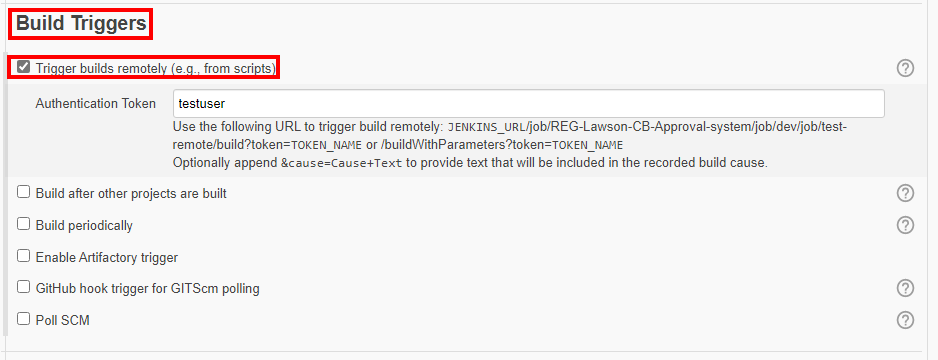 Build Triggers
Trigger builds remotely (e.g., from scripts)
Authentication Token
testuser
Use the following URL to trigger build remotely: JENKINS_URL/job/REG-Lawson-CB-Approval-system/job/dev/job/test-
remote/build?token=TOKEN_NAME or /buildWithParameters?token=TOKEN_NAME
Optionally append &cause=Cause+Text to provide text that will be included in the recorded build cause.
Build after other projects are built
Build periodically
Enable Artifactory trigger
GitHub hook trigger for GITScm polling
Poll SCM